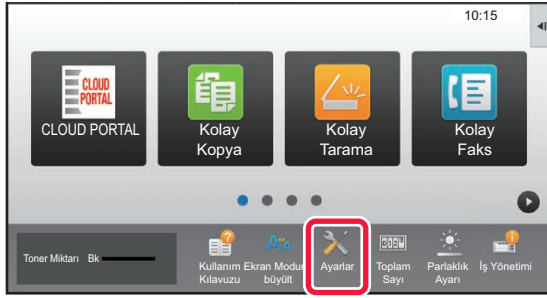 10:15
CLOUD
PORTAL
CLOUD PORTAL
Kolay
Kopya
Kolay
Tarama
Kolay
Faks
Toner Miktarı Bk
Kullanım
Kılavuzu
Ekran Modun
büyült
Ayarlar
Toplam
Sayı
Parlaklık
Ayarı
İş Yönetimi